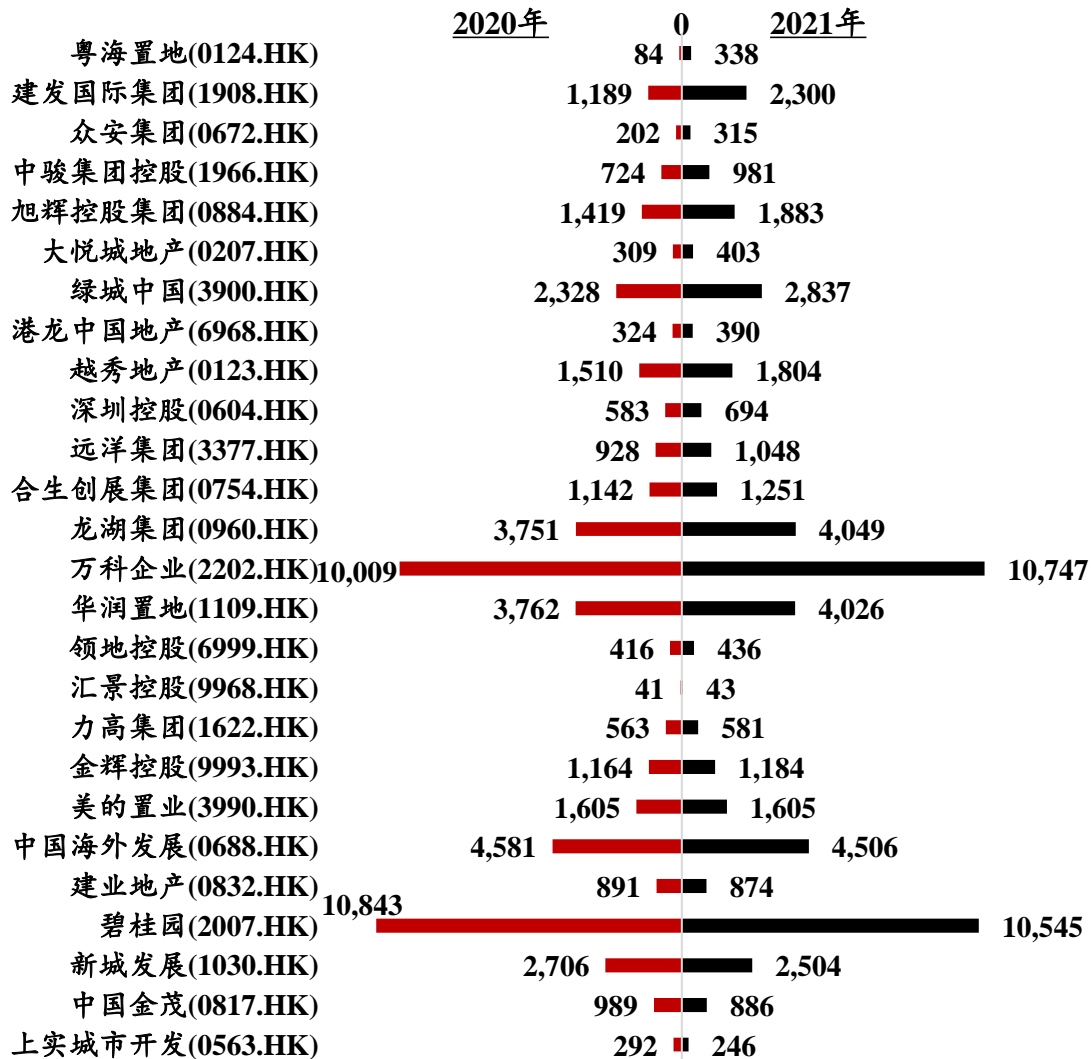 2020年 0 2021年
粤海置地(0124.HK) 84 338
建发国际集团(1908.HK) 1,189 2,300
众安集团(0672.HK) 202 315
中骏集团控股(1966.HK) 724 981
旭辉控股集团(0884.HK) 1,419 1,883
大悦城地产(0207.HK) 309 403
绿城中国(3900.HK) 2,328 2,837
港龙中国地产(6968.HK) 324 390
越秀地产(0123.HK) 1,510 1,804
深圳控股(0604.HK) 583 694
远洋集团(3377.HK) 928 1,048
合生创展集团(0754.HK) 1,142 1,251
龙湖集团(0960.HK) 3,751 4,049
万科企业(2202.HK) 10,009 10,747
华润置地(1109.HK) 3,762 4,026
领地控股(6999.HK) 416 436
汇景控股(9968.HK) 41 43
力高集团(1622.HK) 563 581
金辉控股(9993.HK) 1,164 1,184
美的置业(3990.HK) 1,605 1,605
中国海外发展(0688.HK) 4,581 4,506
建业地产(0832.HK) 891 874
碧桂园(2007.HK) 10,843 10,545
新城发展(1030.HK) 2,706 2,504
中国金茂(0817.HK) 989 886
上实城市开发(0563.HK) 292 246